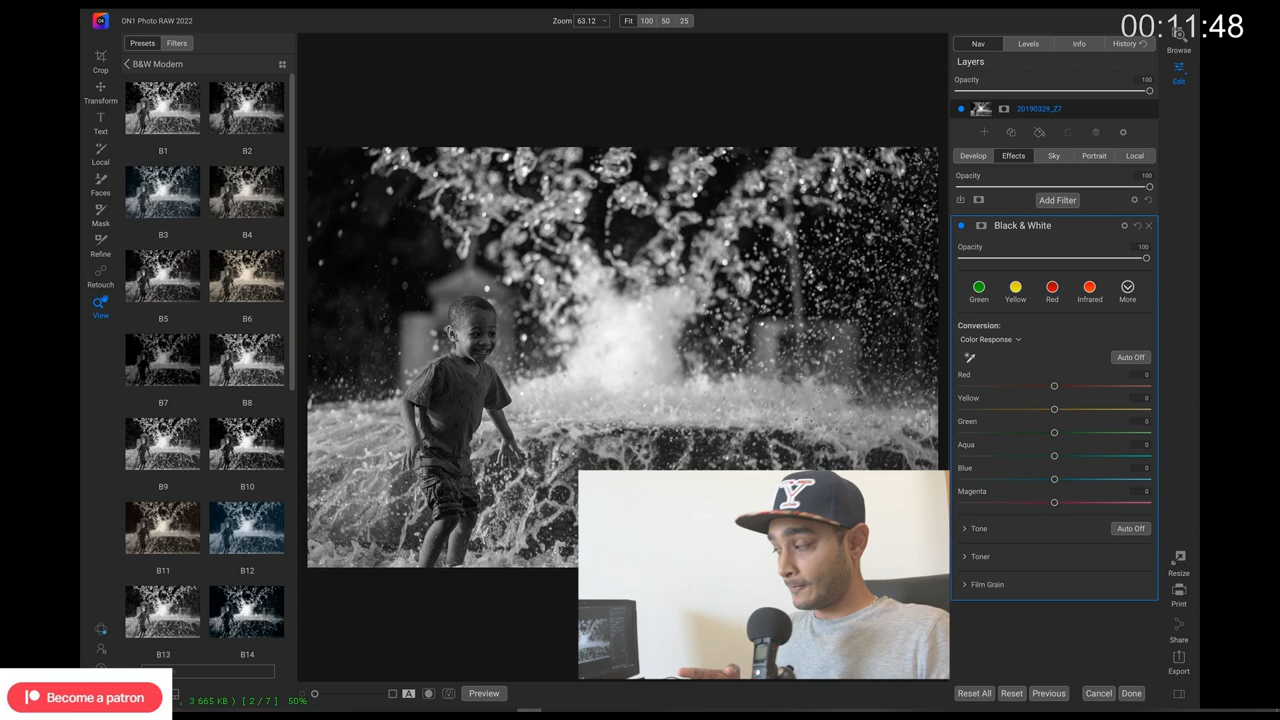 ON1 Photo RAW 2022
Zoom 63.12 Fit 100 50 25
00:11:48
Crop
Transform
Text
Local
Faces
Mask
Refine
Retouch
View
Presets Filters
B&W Modern
B1 B2
B3 B4
B5 B6
B7 B8
B9 B10
B11 B12
B13 B14
Y
Nav Levels Info History
Layers
Opacity 100
20190329_Z7
Develop Effects Sky Portrait Local
Opacity 100
Add Filter
Black & White
Opacity 100
Green Yellow Red Infrared More
Conversion:
Color Response
Auto Off
Red 0
Yellow 0
Green 0
Aqua 0
Blue 0
Magenta 0
Tone Auto Off
Toner
Film Grain
Browse
Edit
Resize
Print
Share
Export
Become a patron
, 3 665 KB ) [ 2 / 7 ] 50%
A
Preview
Reset All Reset Previous Cancel Done